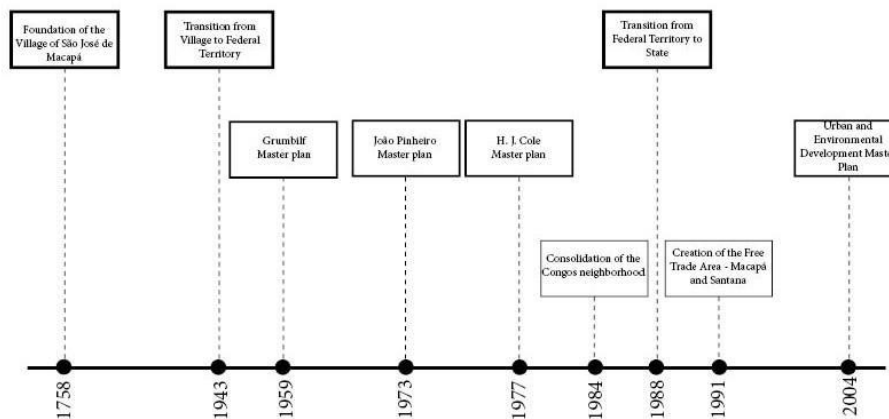 Foundation of the
Village of São José de
Macapá
Transition from
Village to Federal
Territory
Transition from
Federal Territory to
State
Grumbilf
Master plan
João Pinheiro
Master plan
H. J. Cole
Master plan
Urban and
Environmental
Development Maste
Plan
Consolidation of the
Congos neighborhood
Creation of the Free
Trade Area - Macapá
and Santana
1758
1943
1959
1973
1977
1984
1988
1991
2004